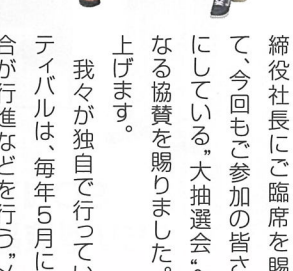 締役社長にご臨席を賜
て、今回もご参加の皆さ
にしている〝大抽選会〟
なる協賛を賜りました。
上げます。
我々が独自で行ってい
ティバルは、毎年５月に
合が行進などを行う〝